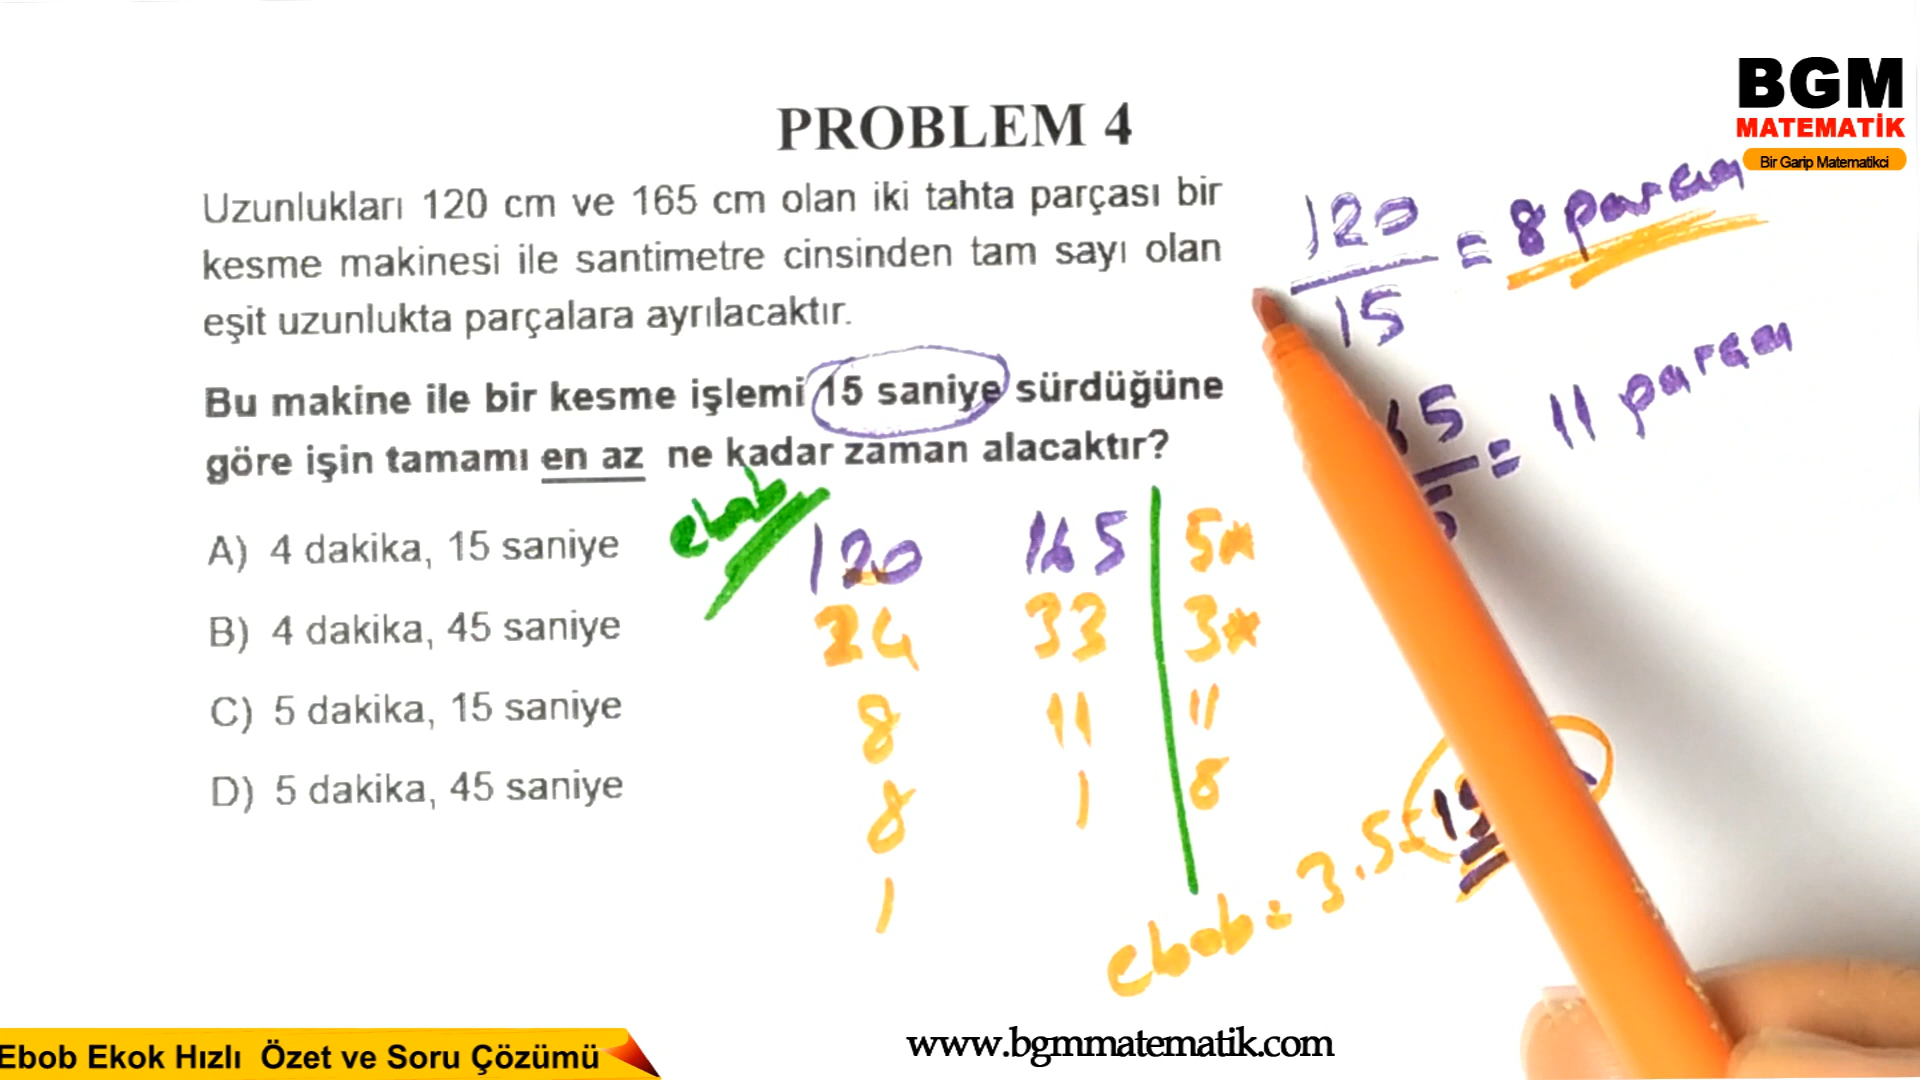 BGM
MATEMATİK
Bir Garip Matematikci
PROBLEM 4
Uzunlukları 120 cm ve 165 cm olan iki tahta parçası bir
kesme makinesi ile santimetre cinsinden tam sayı olan
eşit uzunlukta parçalara ayrılacaktır.
Bu makine ile bir kesme işlemi 15 saniye sürdüğüne
göre işin tamamı en az ne kadar zaman alacaktır?
A) 4 dakika, 15 saniye
B) 4 dakika, 45 saniye
C) 5 dakika, 15 saniye
D) 5 dakika, 45 saniye
ebob
120 165 5*
24 33 3*
8 11 11
8 1 8
1
120
15
= 8 parça
= 11 parça
ebob = 3.5=
Ebob Ekok Hızlı Özet ve Soru Çözümü
www.bgmmatematik.com